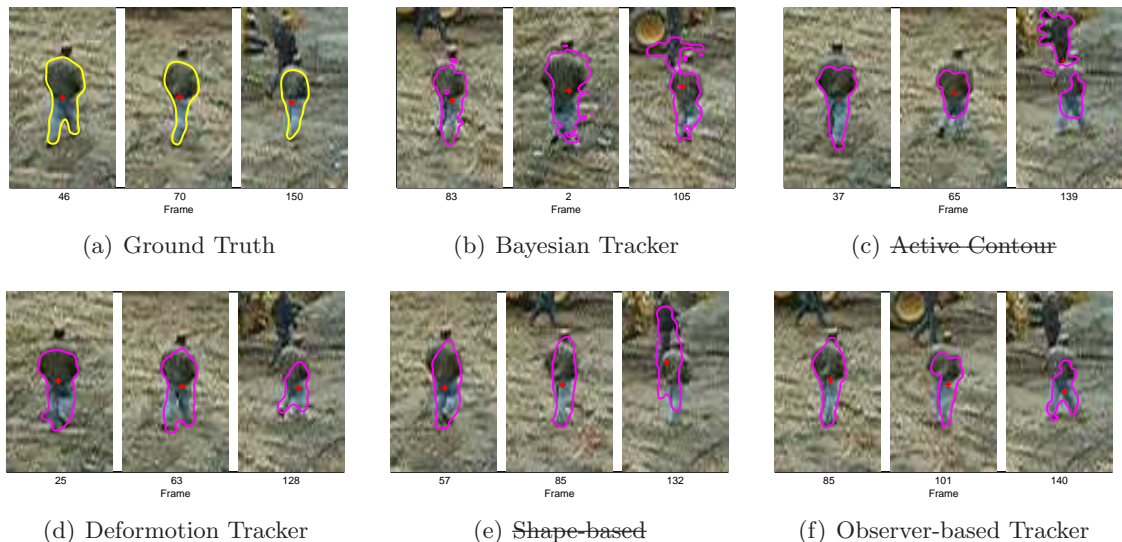 46 70 150
Frame
83 2 105
Frame
37 65 139
Frame
(a) Ground Truth
(b) Bayesian Tracker
(c) Active Contour
25 63 128
Frame
57 85 132
Frame
85 101 140
Frame
(d) Deformotion Tracker
(e) Shape-based
(f) Observer-based Tracker